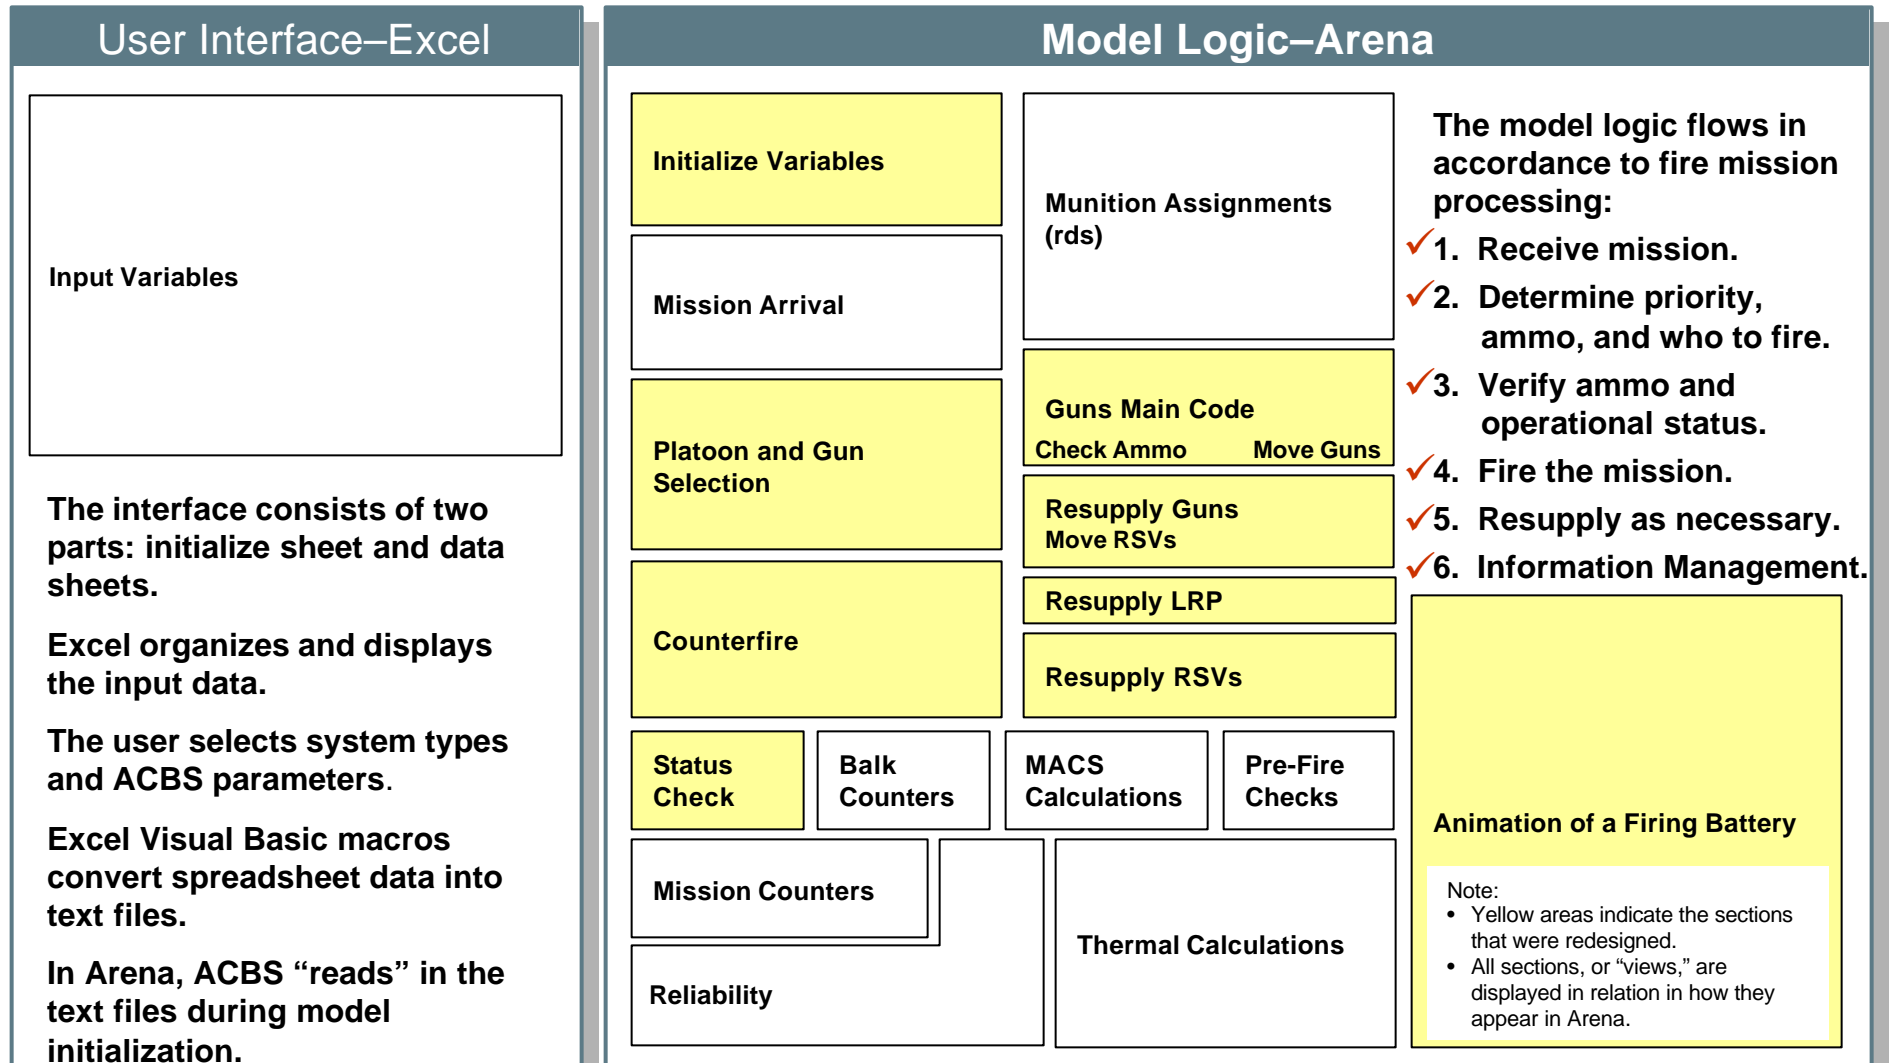 User Interface–Excel
Input Variables
The interface consists of two
parts: initialize sheet and data
sheets.
Excel organizes and displays
the input data.
The user selects system types
and ACBS parameters.
Excel Visual Basic macros
convert spreadsheet data into
text files.
In Arena, ACBS “reads” in the
text files during model
initialization.
Model Logic–Arena
Initialize Variables
Mission Arrival
Platoon and Gun
Selection
Counterfire
Munition Assignments
(rds)
Guns Main Code
Check Ammo Move Guns
Resupply Guns
Move RSVs
Resupply LRP
Resupply RSVs
Status
Check
Balk
Counters
MACS
Calculations
Pre-Fire
Checks
Mission Counters
Reliability
Thermal Calculations
The model logic flows in
accordance to fire mission
processing:
✓1. Receive mission.
✓2. Determine priority,
ammo, and who to fire.
✓3. Verify ammo and
operational status.
✓4. Fire the mission.
✓5. Resupply as necessary.
✓6. Information Management.
Animation of a Firing Battery
Note:
• Yellow areas indicate the sections
that were redesigned.
• All sections, or “views,” are
displayed in relation in how they
appear in Arena.